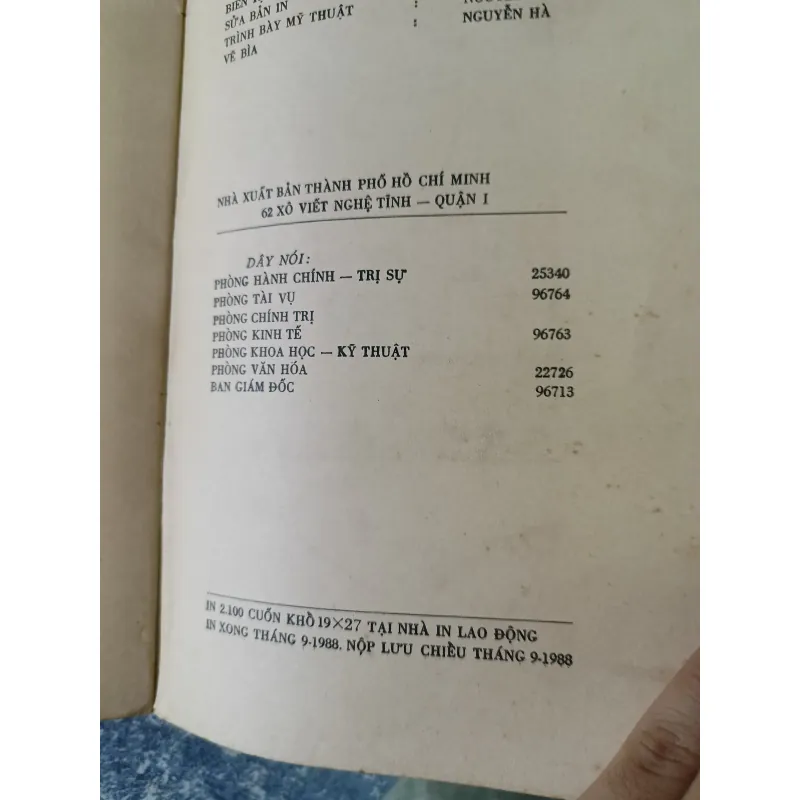 BIÊN
SỬA BẢN IN :
TRÌNH BÀY MỸ THUẬT :
VẼ BÌA : NGUYỄN HÀ
NHÀ XUẤT BẢN THÀNH PHỐ HỒ CHÍ MINH
62 XÔ VIẾT NGHỆ TĨNH — QUẬN I
DÂY NÓI:
PHÒNG HÀNH CHÍNH — TRỊ SỰ 25340
PHÒNG TÀI VỤ 96764
PHÒNG CHÍNH TRỊ
PHÒNG KINH TẾ 96763
PHÒNG KHOA HỌC — KỸ THUẬT
PHÒNG VĂN HÓA 22726
BAN GIÁM ĐỐC 96713
IN 2.100 CUỐN KHỔ 19×27 TẠI NHÀ IN LAO ĐỘNG
IN XONG THÁNG 9-1988. NỘP LƯU CHIỀU THÁNG 9-1988